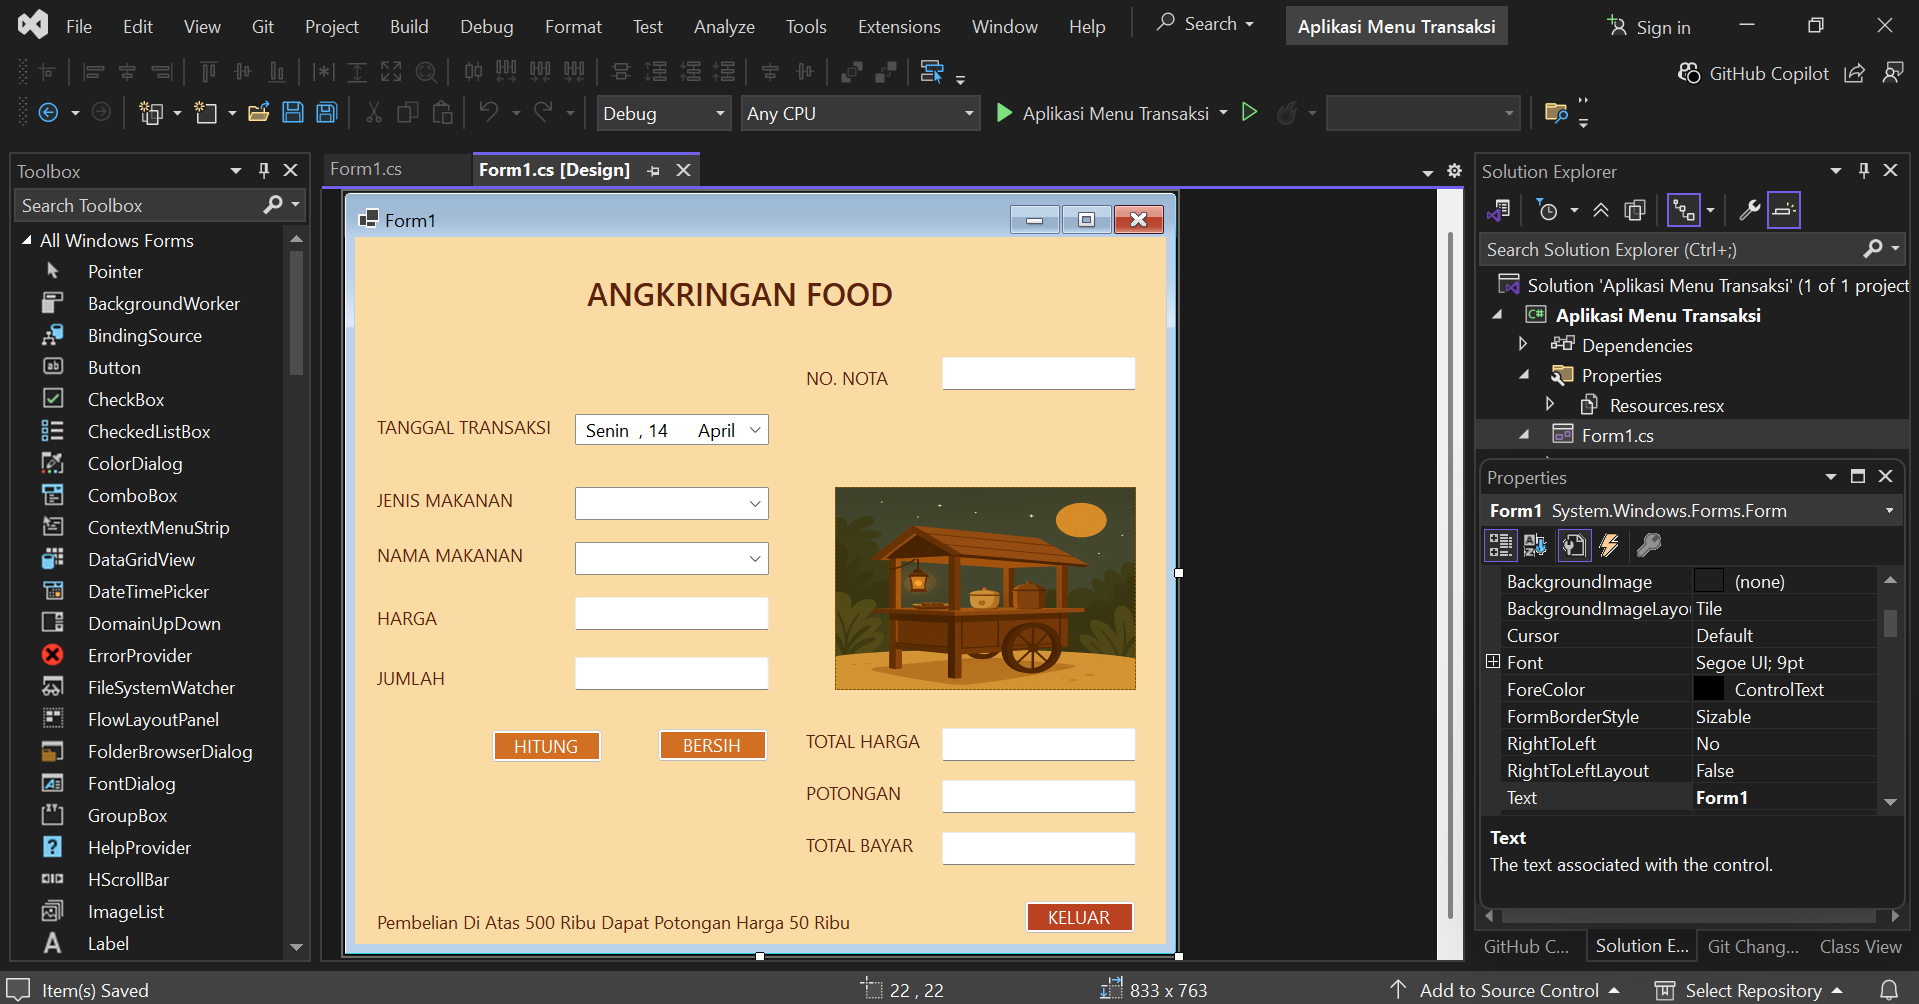 File Edit View Git Project Build Debug Format Test Analyze Tools Extensions Window Help Search Aplikasi Menu Transaksi Sign in
GitHub Copilot
Debug Any CPU Aplikasi Menu Transaksi
Toolbox
Search Toolbox
All Windows Forms
Pointer
BackgroundWorker
BindingSource
Button
CheckBox
CheckedListBox
ColorDialog
ComboBox
ContextMenuStrip
DataGridView
DateTimePicker
DomainUpDown
ErrorProvider
FileSystemWatcher
FlowLayoutPanel
FolderBrowserDialog
FontDialog
GroupBox
HelpProvider
HScrollBar
ImageList
Label
Form1.cs Form1.cs [Design]
Form1
ANGKRINGAN FOOD
NO. NOTA
TANGGAL TRANSAKSI Senin , 14 April
JENIS MAKANAN
NAMA MAKANAN
HARGA
JUMLAH
HITUNG BERSIH TOTAL HARGA
POTONGAN
TOTAL BAYAR
Pembelian Di Atas 500 Ribu Dapat Potongan Harga 50 Ribu KELUAR
Solution Explorer
Search Solution Explorer (Ctrl+;)
Solution 'Aplikasi Menu Transaksi' (1 of 1 project
C# Aplikasi Menu Transaksi
Dependencies
Properties
Resources.resx
Form1.cs
Properties
Form1 System.Windows.Forms.Form
BackgroundImage (none)
BackgroundImageLayou Tile
Cursor Default
Font Segoe UI; 9pt
ForeColor ControlText
FormBorderStyle Sizable
RightToLeft No
RightToLeftLayout False
Text Form1
Text
The text associated with the control.
GitHub C... Solution E... Git Chang... Class View
Item(s) Saved 22 , 22 833 x 763 Add to Source Control Select Repository